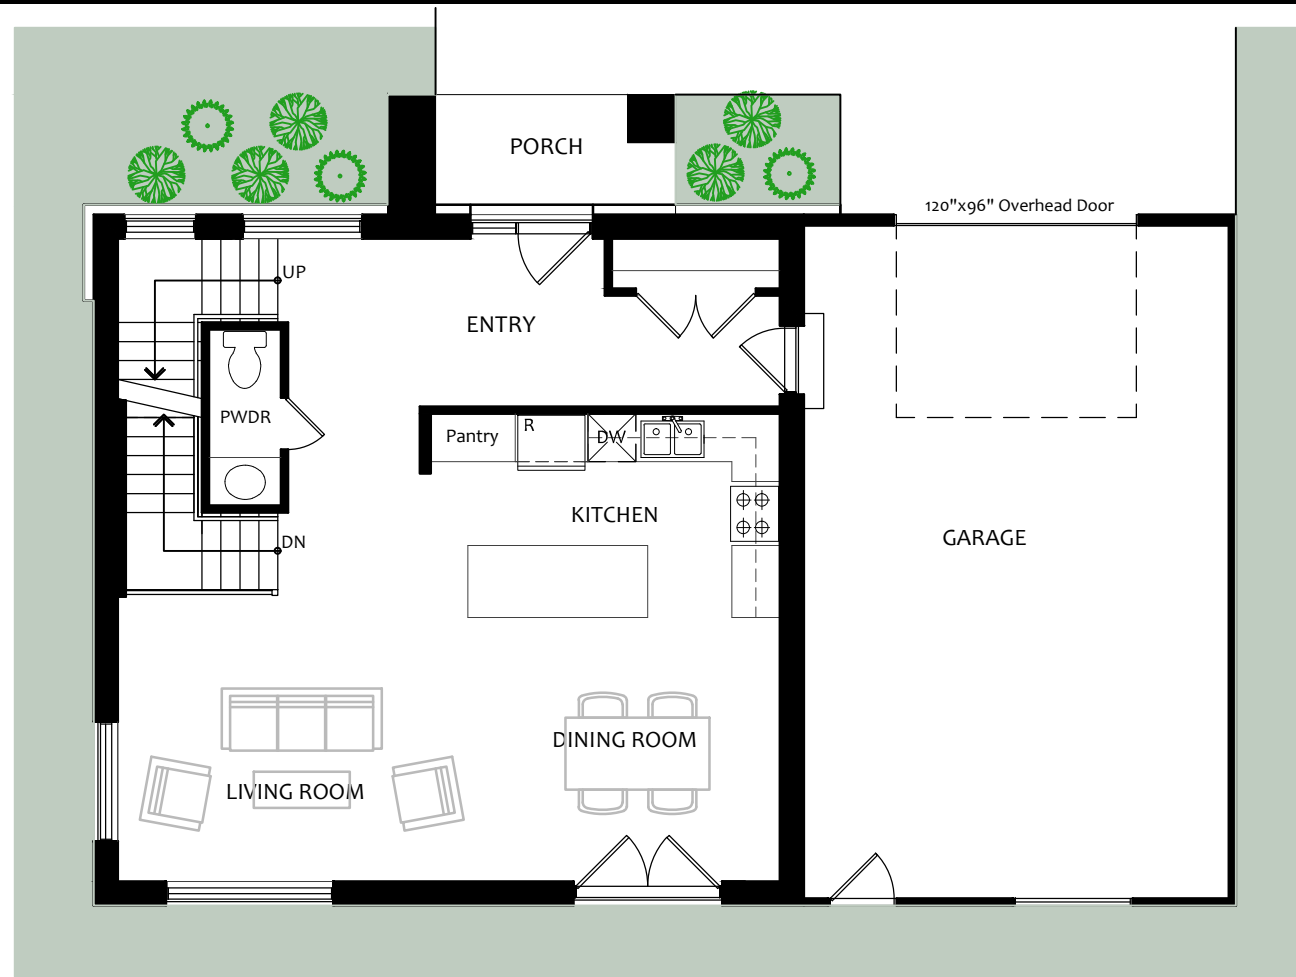 PORCH
120"x96" Overhead Door
UP
ENTRY
PWDR
Pantry
R
DW
KITCHEN
GARAGE
DN
DINING ROOM
LIVING ROOM